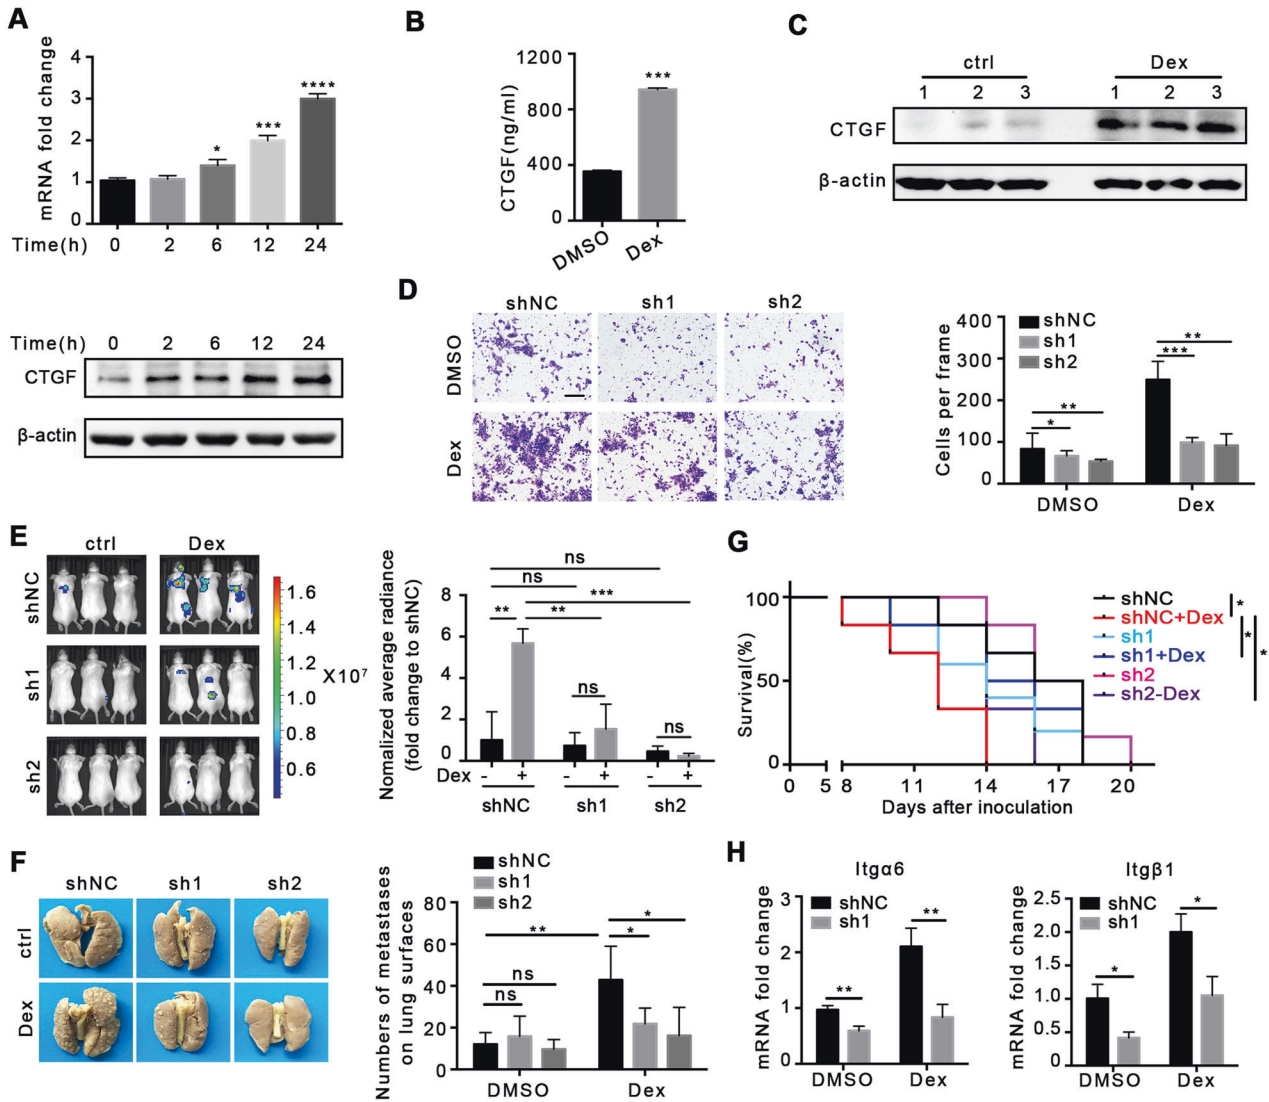 A
mRNA fold change
4
3
2
1
0
*
***
****
Time(h) 0 2 6 12 24
Time(h) 0 2 6 12 24
CTGF
β-actin
B
CTGF(ng/ml)
1200
800
400
0
***
DMSO
Dex
C
ctrl Dex
1 2 3 1 2 3
CTGF
β-actin
D
shNC sh1 sh2
DMSO
Dex
Cells per frame
400
300
200
100
0
shNC
sh1
sh2
**
*
**
***
DMSO Dex
E
ctrl Dex
shNC
sh1
sh2
1.6
1.4
1.2
1.0
0.8
0.6
X10⁷
Nomalized average radiance
(fold change to shNC)
8
6
4
2
0
ns
ns
***
** **
ns
ns
Dex - + - + - +
shNC sh1 sh2
G
Survival(%)
100
50
0
0 5 8 11 14 17 20
Days after inoculation
shNC
shNC+Dex
sh1
sh1+Dex
sh2
sh2-Dex
*
*
*
F
shNC sh1 sh2
ctrl
Dex
Numbers of metastases
on lung surfaces
80
60
40
20
0
shNC
sh1
sh2
**
ns
ns
*
*
DMSO Dex
H
Itgα6
mRNA fold change
3
2
1
0
shNC
sh1
**
**
DMSO Dex
Itgβ1
mRNA fold change
2.5
2.0
1.5
1.0
0.5
0
shNC
sh1
*
*
DMSO Dex